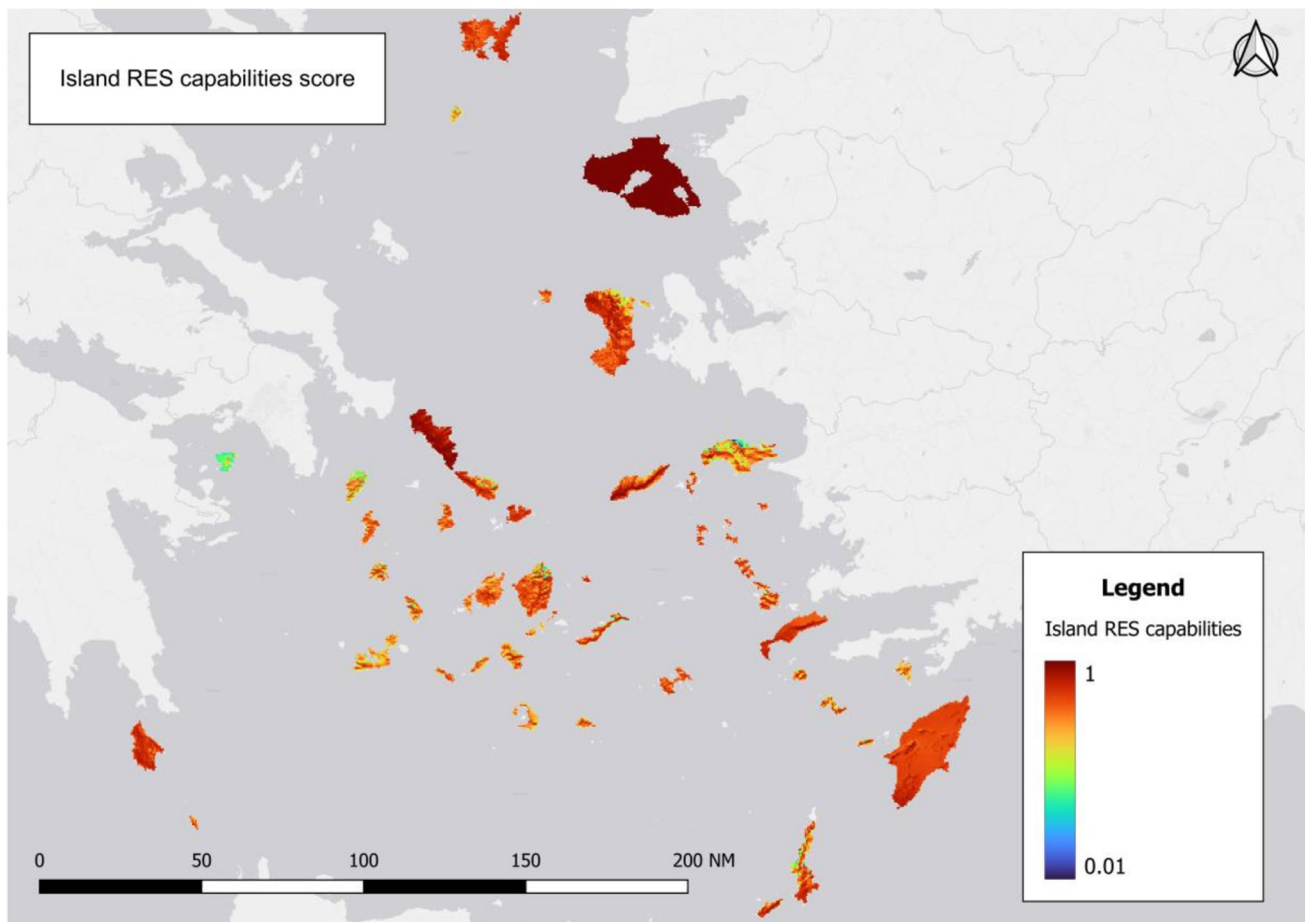 Island RES capabilities score
Legend
Island RES capabilities
1
0.01
0 50 100 150 200 NM